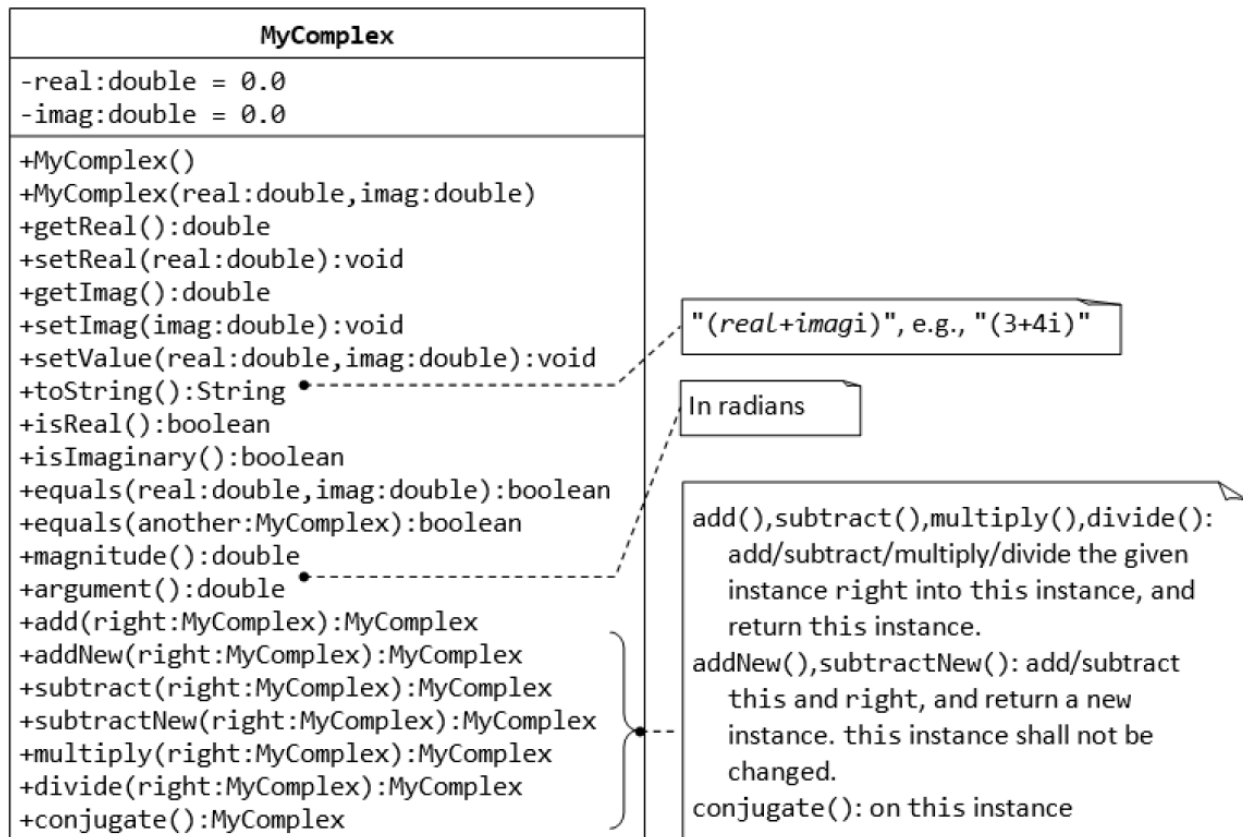 MyComplex
-real:double = 0.0
-imag:double = 0.0
+MyComplex()
+MyComplex(real:double,imag:double)
+getReal():double
+setReal(real:double):void
+getImag():double
+setImag(imag:double):void
+setValue(real:double,imag:double):void
+toString():String
+isReal():boolean
+isImaginary():boolean
+equals(real:double,imag:double):boolean
+equals(another:MyComplex):boolean
+magnitude():double
+argument():double
+add(right:MyComplex):MyComplex
+addNew(right:MyComplex):MyComplex
+subtract(right:MyComplex):MyComplex
+subtractNew(right:MyComplex):MyComplex
+multiply(right:MyComplex):MyComplex
+divide(right:MyComplex):MyComplex
+conjugate():MyComplex
"(real+imagi)", e.g., "(3+4i)"
In radians
add(),subtract(),multiply(),divide():
add/subtract/multiply/divide the given
instance right into this instance, and
return this instance.
addNew(),subtractNew(): add/subtract
this and right, and return a new
instance. this instance shall not be
changed.
conjugate(): on this instance